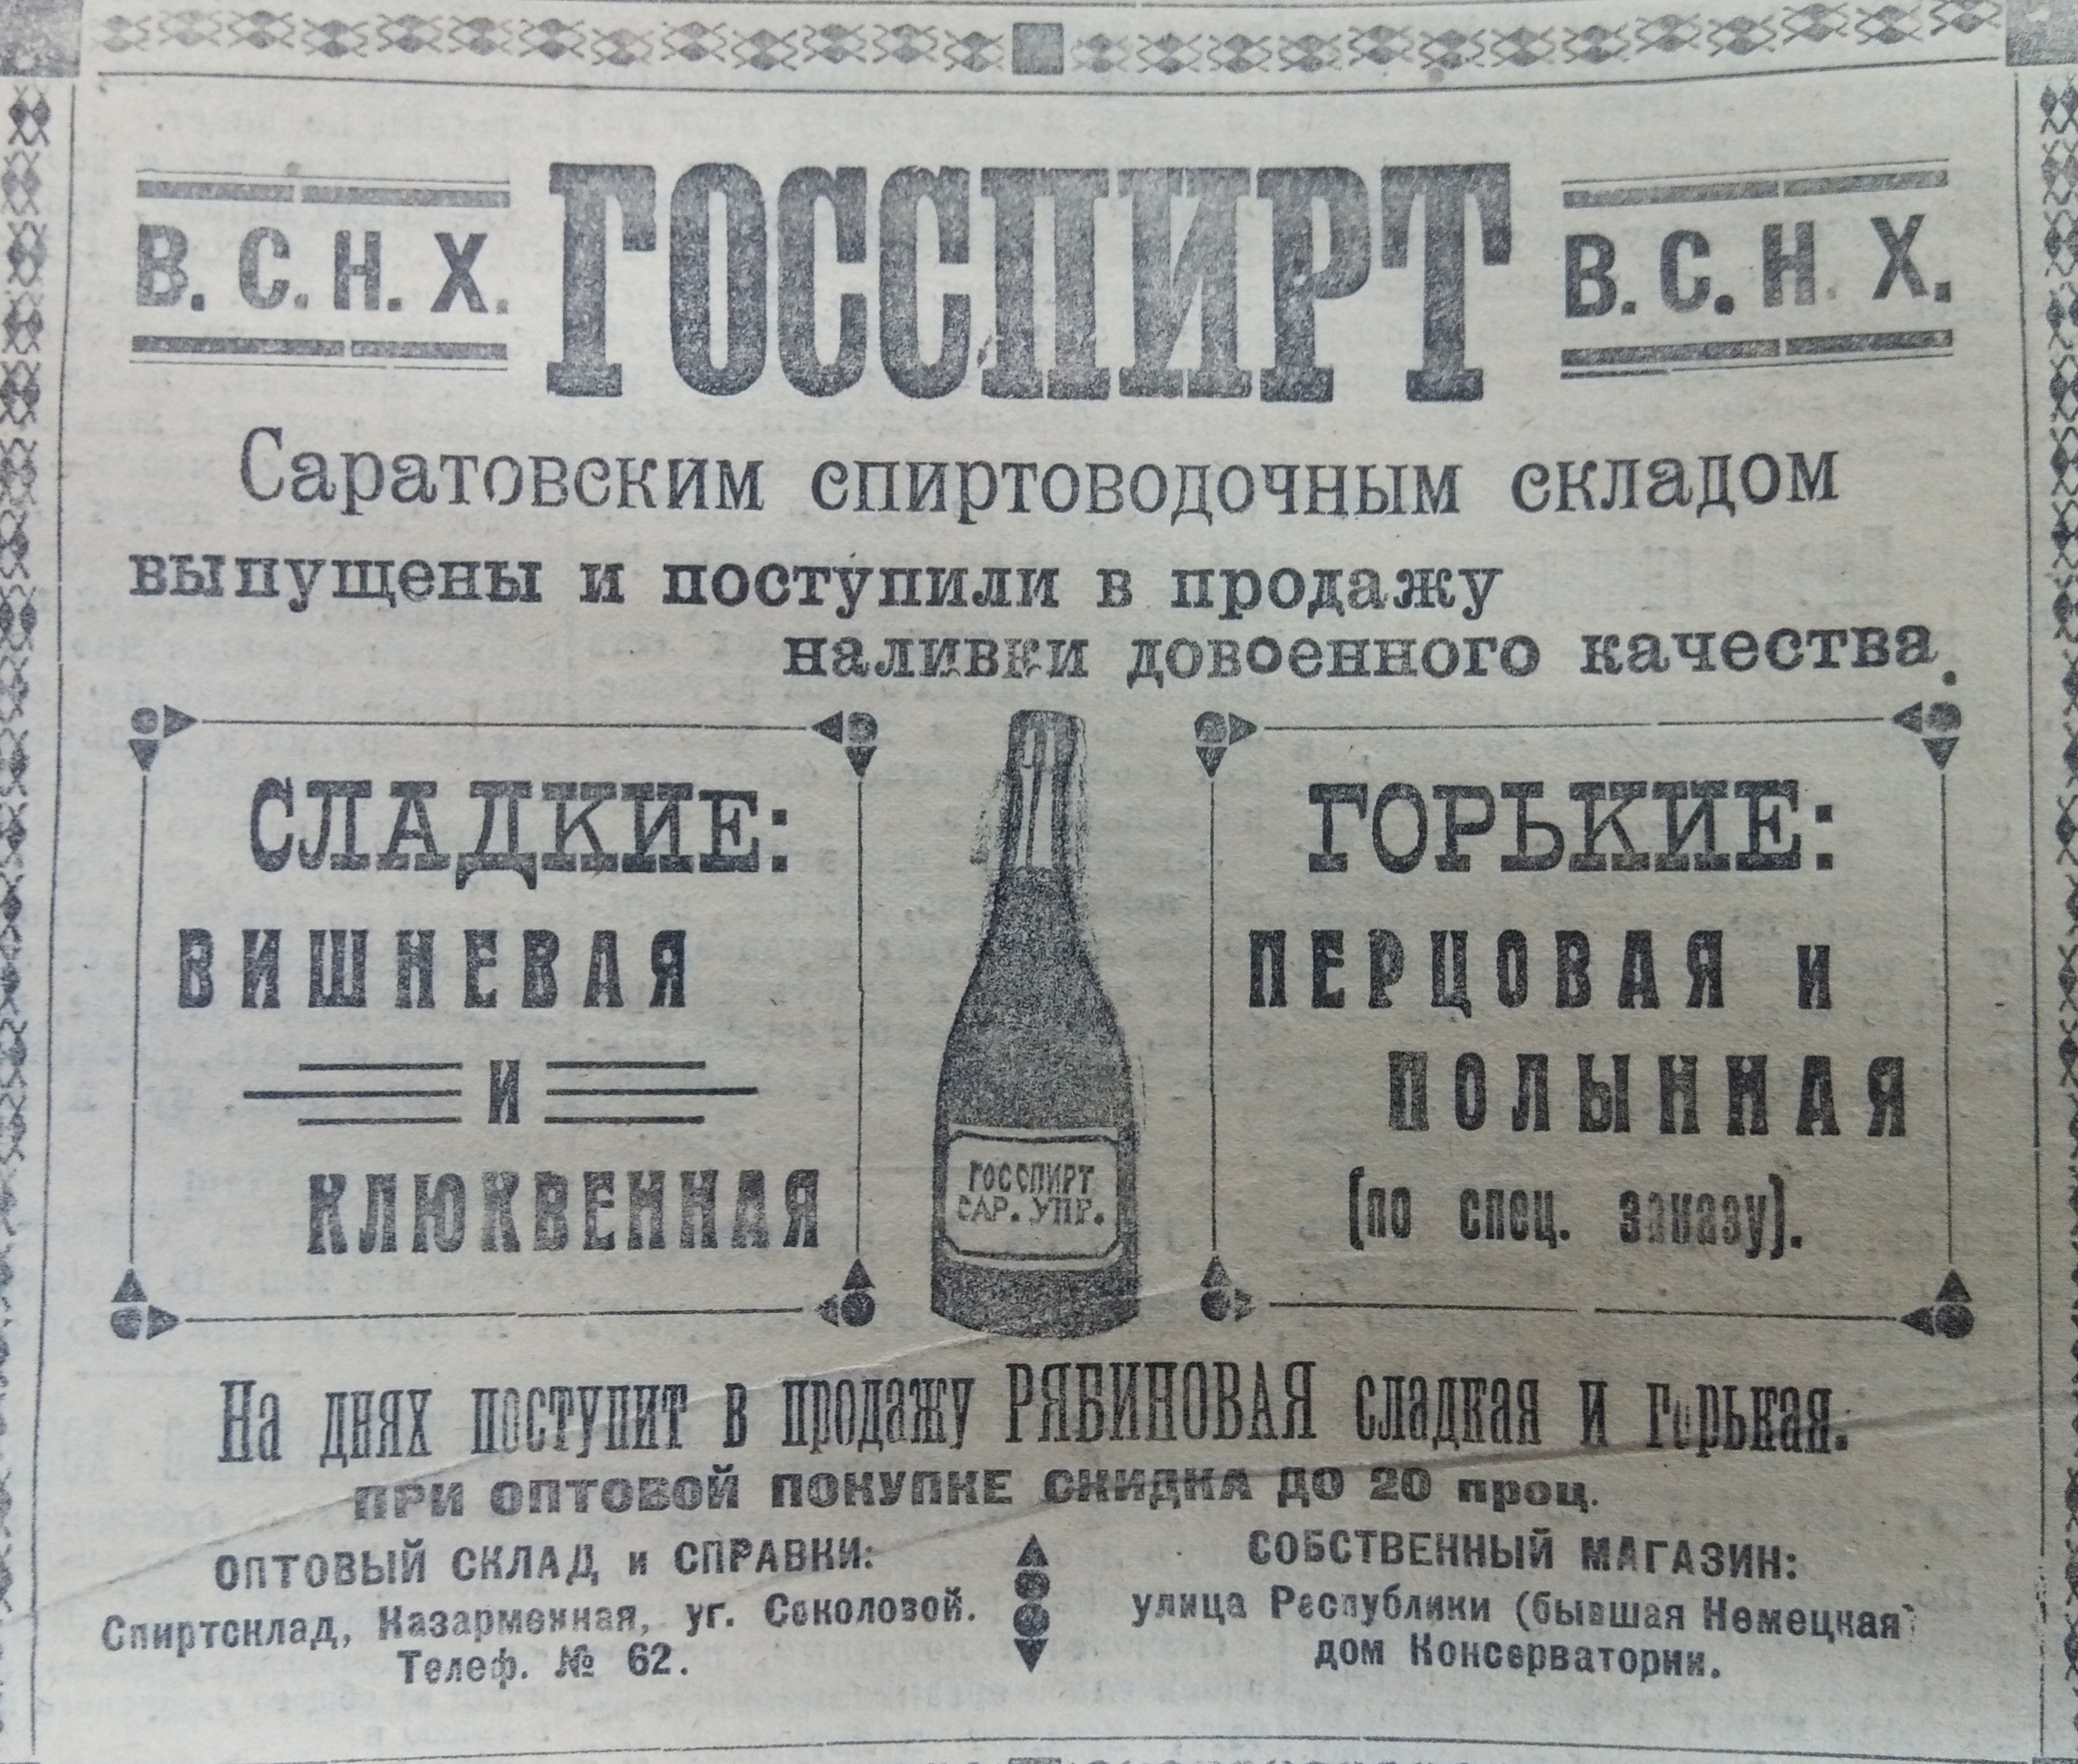 В. С. Н. Х. ГОССПИРТ В. С. Н. Х.
Саратовским спиртоводочным складом
выпущены и поступили в продажу
наливки довоенного качества.
СЛАДКИЕ:
ВИШНЕВАЯ
И
КЛЮКВЕННАЯ
ГОССПИРТ
САР. УПР.
ГОРЬКИЕ:
ПЕРЦОВАЯ и
ПОЛЫННАЯ
(по спец. заказу).
На днях поступит в продажу РЯБИНОВАЯ сладкая и горькая.
ПРИ ОПТОВОЙ ПОКУПКЕ СКИДКА ДО 20 проц.
ОПТОВЫЙ СКЛАД и СПРАВКИ:
Спиртсклад, Казарменная, уг. Соколовой.
Телеф. № 62.
СОБСТВЕННЫЙ МАГАЗИН:
улица Республики (бывшая Немецкая)
дом Консерватории.